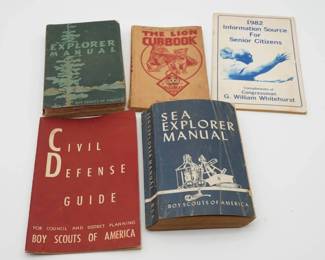 EXPLORER
MANUAL
BOY SCOUTS OF AMERICA
THE LION
CUBBOOK
1982
Information Source
For
Senior Citizens
Compliments of
Congressman
G. William Whitehurst
CIVIL
DEFENSE
GUIDE
FOR COUNCIL AND DISTRICT PLANNING
BOY SCOUTS OF AMERICA
SEA
EXPLORER
MANUAL
BOY SCOUTS OF AMERICA